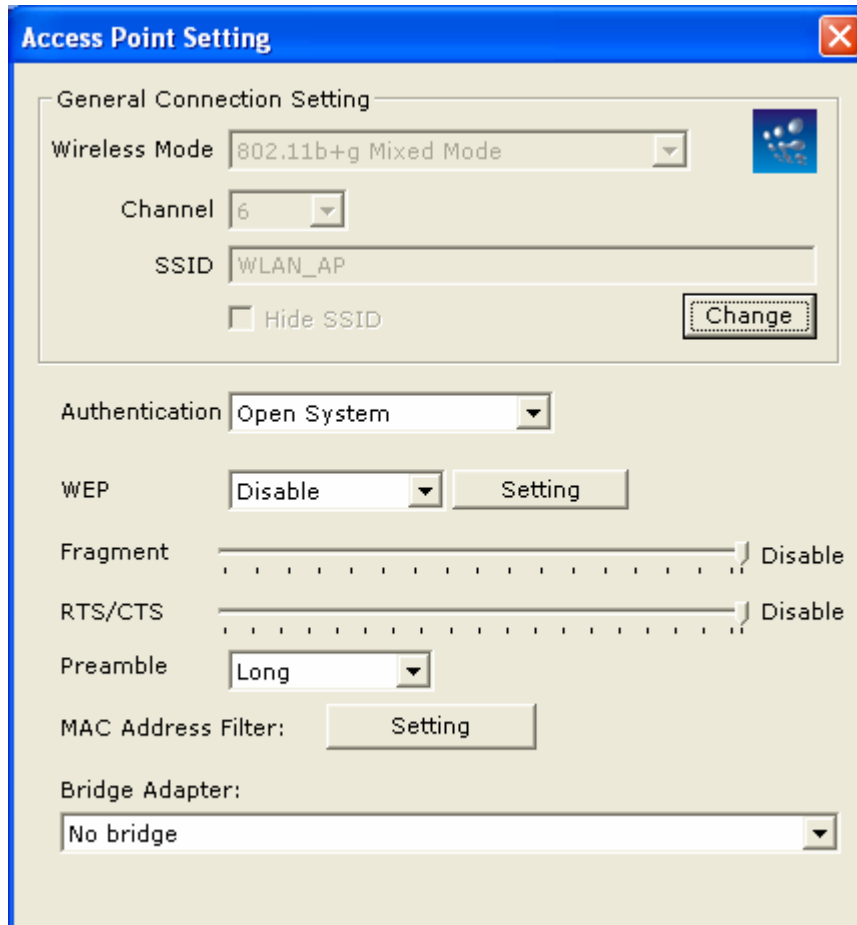 Access Point Setting
General Connection Setting
Wireless Mode 802.11b+g Mixed Mode
Channel 6
SSID WLAN_AP
Hide SSID Change
Authentication Open System
WEP Disable Setting
Fragment Disable
RTS/CTS Disable
Preamble Long
MAC Address Filter: Setting
Bridge Adapter:
No bridge